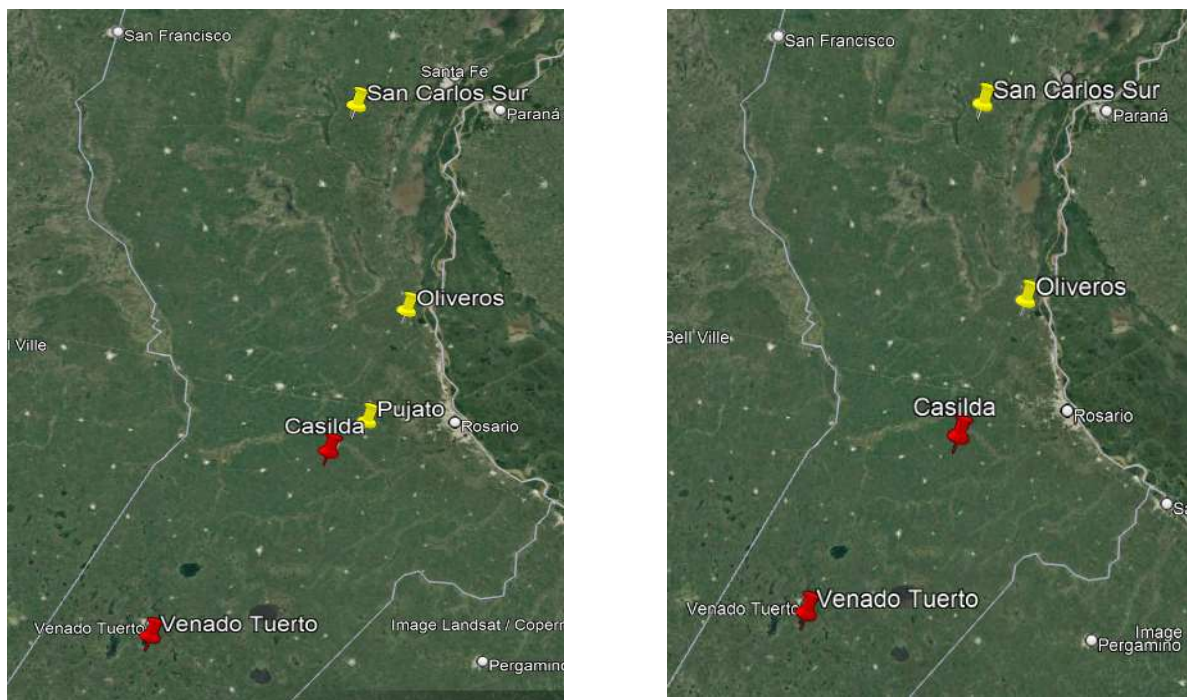 San Francisco
Santa Fe
San Carlos Sur
Paraná
Oliveros
l Ville
Pujato
Casilda
Rosario
Venado Tuerto
Venado Tuerto
Image Landsat / Copern
Pergamino
San Francisco
San Carlos Sur
Paraná
Oliveros
Bell Ville
Casilda
Rosario
Sa
Venado Tuerto
Venado Tuerto
Image
Pergamino